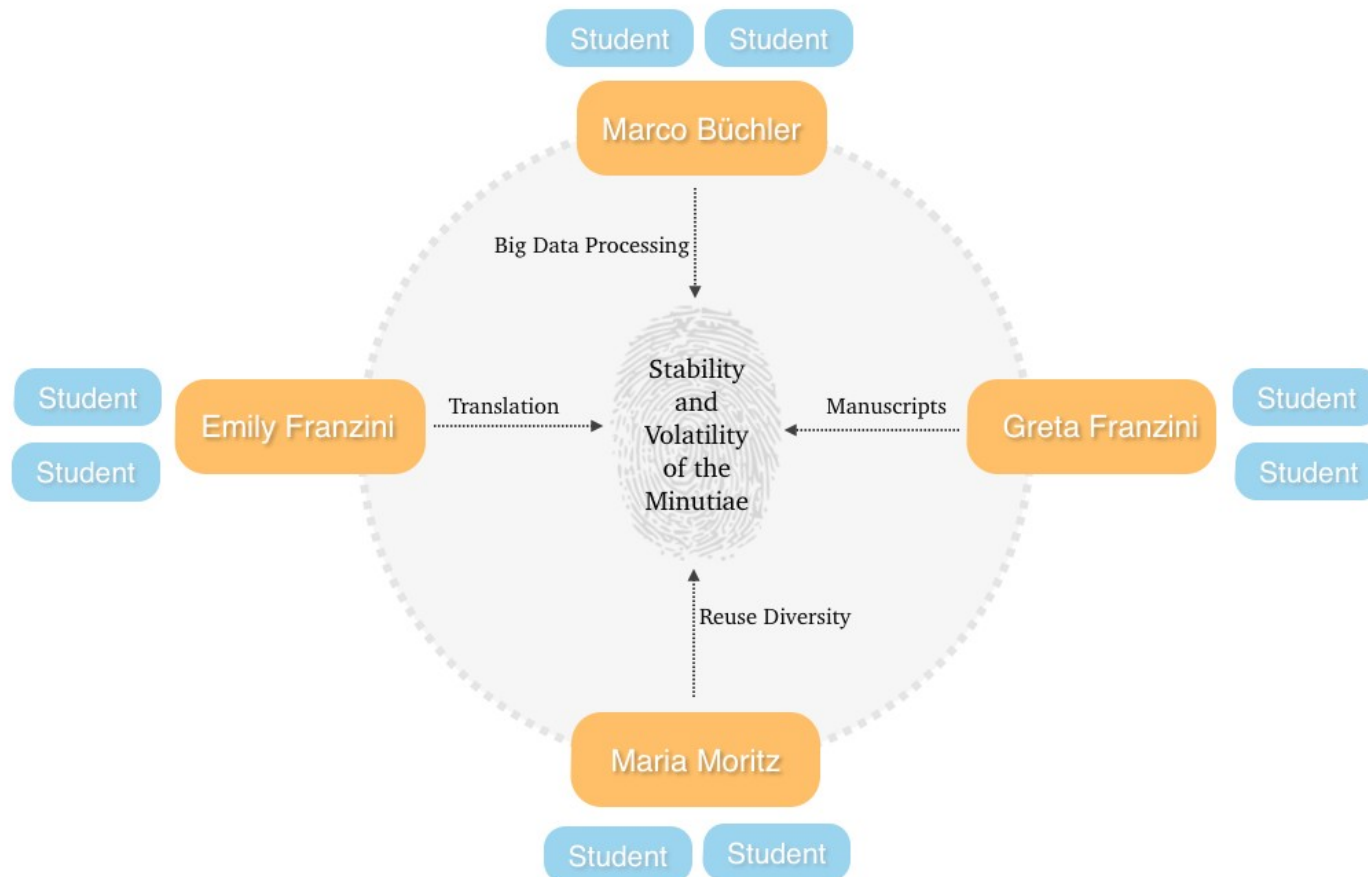 Student Student
Marco Büchler
Big Data Processing
Student
Student
Emily Franzini
Translation
Stability
and
Volatility
of the
Minutiae
Manuscripts
Greta Franzini
Student
Student
Reuse Diversity
Maria Moritz
Student Student